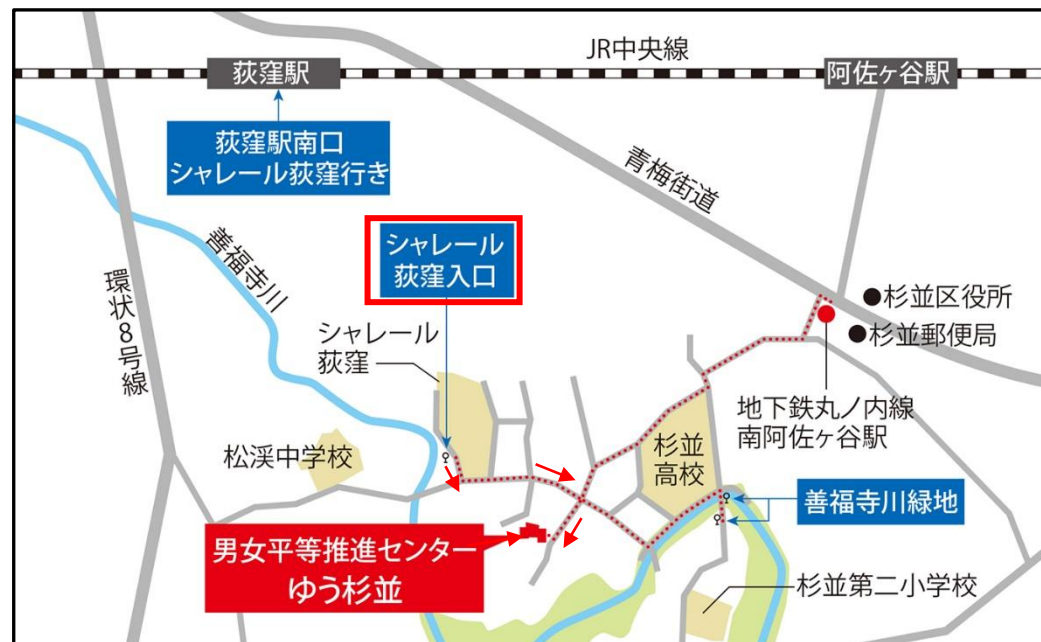 JR中央線
荻窪駅
阿佐ヶ谷駅
荻窪駅南口
シャレール荻窪行き
青梅街道
善福寺川
シャレール
荻窪入口
環状8号線
●杉並区役所
シャレール
荻窪
●杉並郵便局
地下鉄丸ノ内線
南阿佐ヶ谷駅
松渓中学校
杉並
高校
善福寺川緑地
男女平等推進センター
ゆう杉並
杉並第二小学校